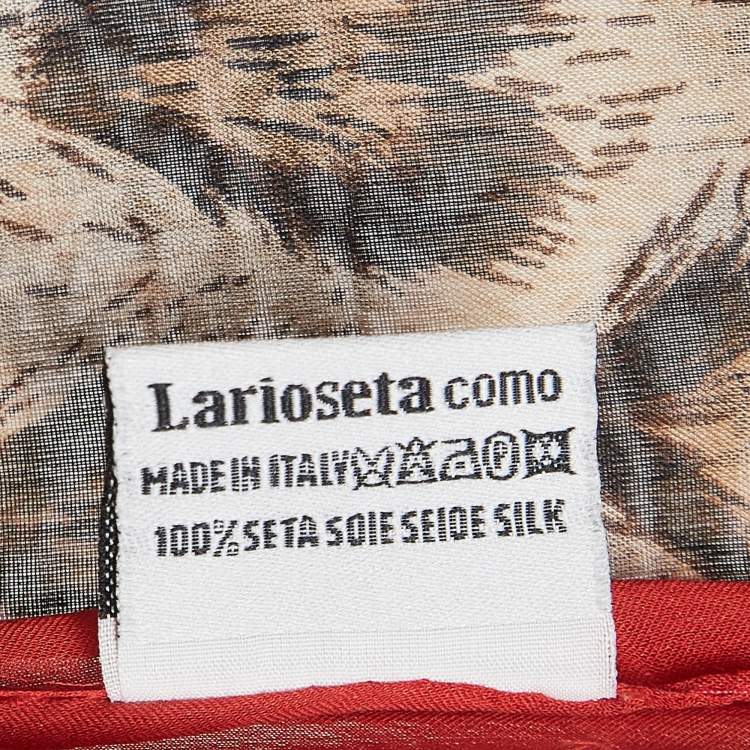 Larioseta como
MADE IN ITALY P
100% SETA SOIE SEIDE SILK